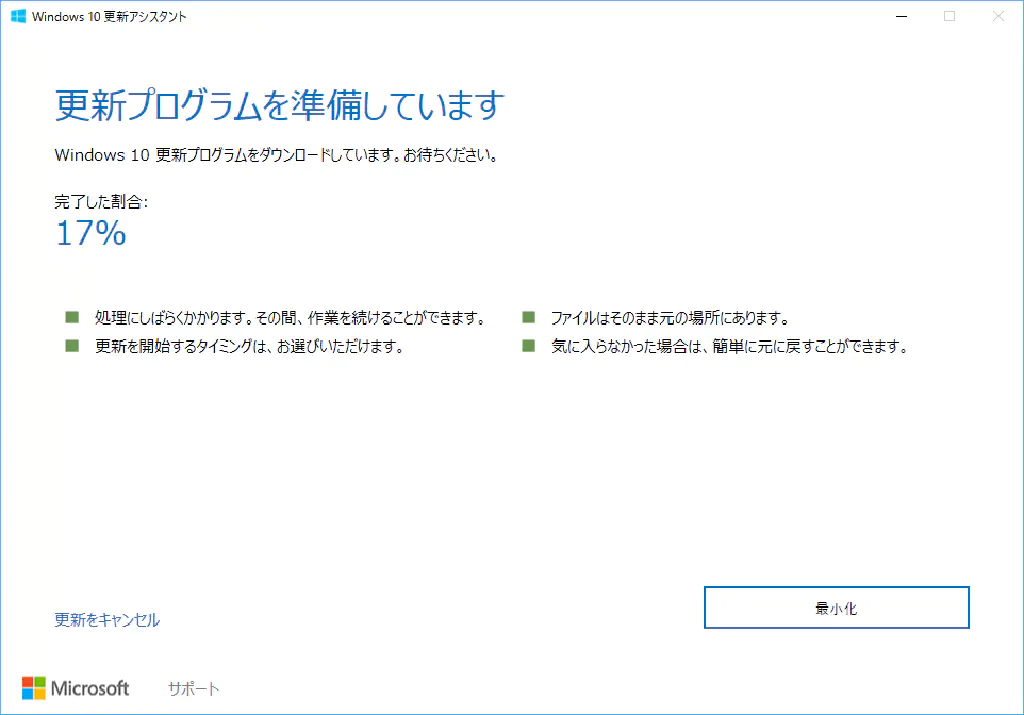 Windows 10 更新アシスタント
更新プログラムを準備しています
Windows 10 更新プログラムをダウンロードしています。お待ちください。
完了した割合:
17%
処理にしばらくかかります。その間、作業を続けることができます。
更新を開始するタイミングは、お選びいただけます。
ファイルはそのまま元の場所にあります。
気に入らなかった場合は、簡単に元に戻すことができます。
更新をキャンセル
最小化
Microsoft
サポート